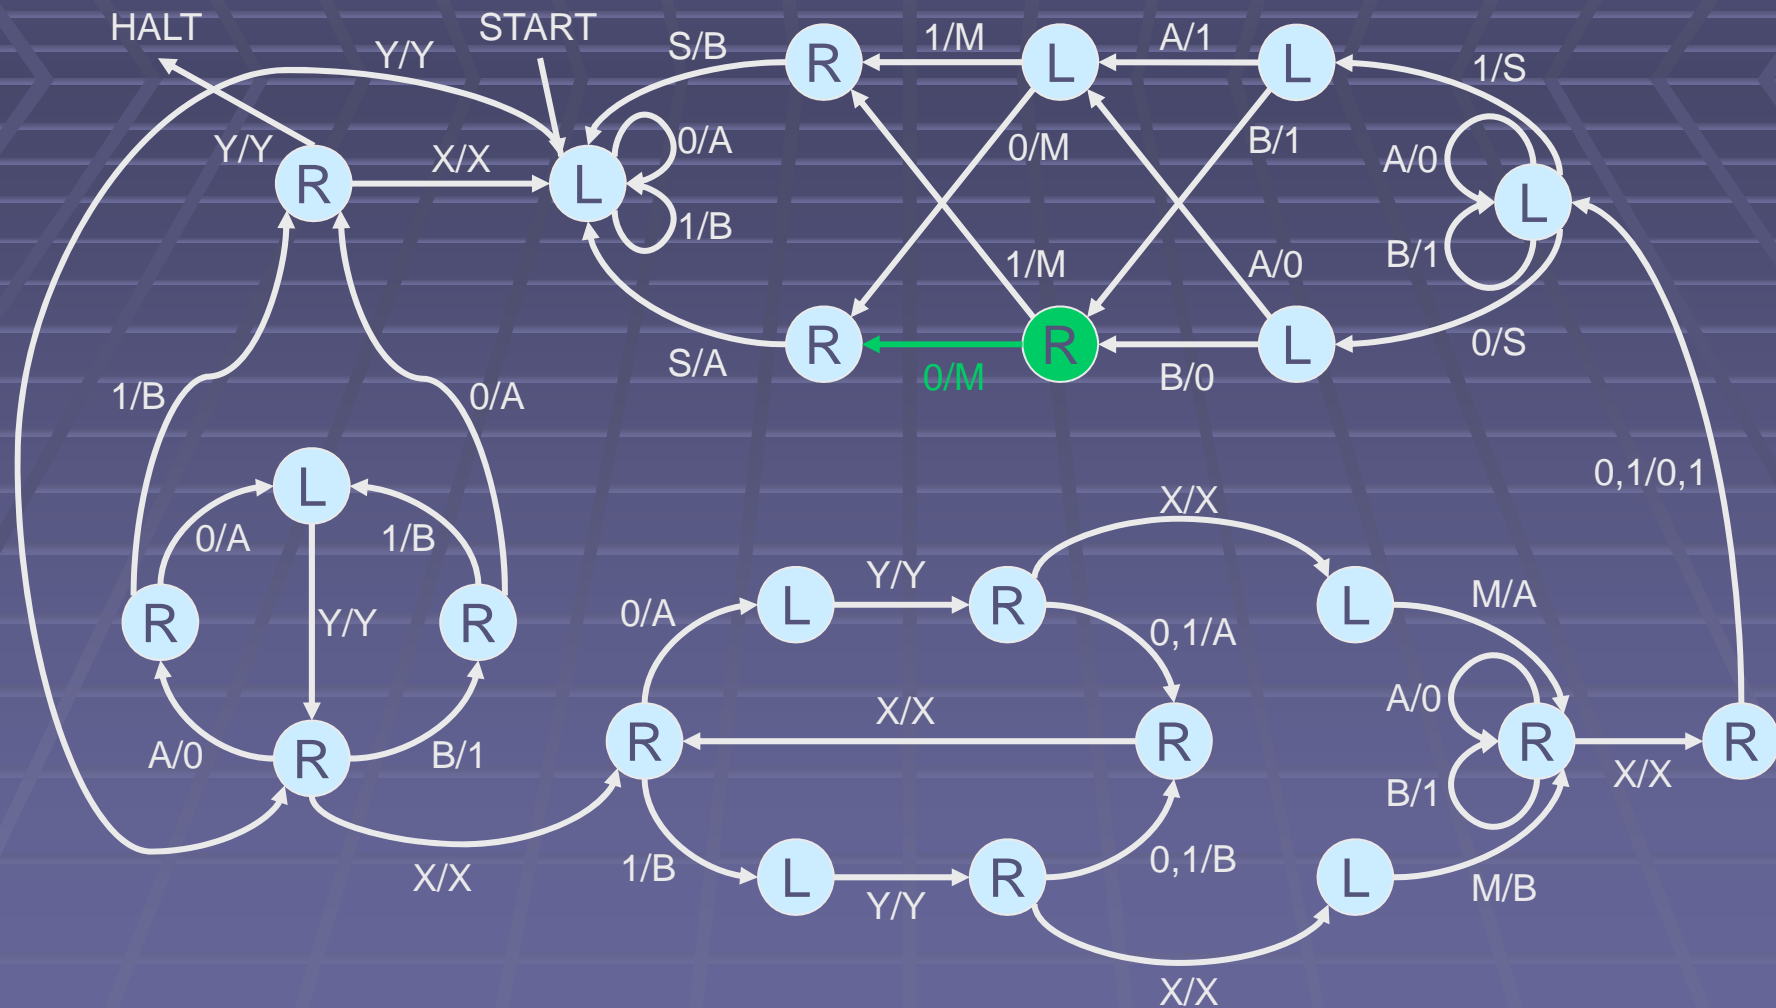 HALT
START
Y/Y
S/B
R
1/M
L
A/1
L
1/S
Y/Y
R
X/X
L
0/A
1/B
0/M
B/1
A/0
L
B/1
1/M
A/0
S/A
R
0/M
R
B/0
L
0/S
1/B
0/A
L
0/A
1/B
R
Y/Y
R
A/0
R
B/1
X/X
0,1/0,1
X/X
0/A
L
Y/Y
R
0,1/A
L
M/A
R
X/X
R
A/0
R
B/1
X/X
R
1/B
L
Y/Y
R
0,1/B
L
M/B
X/X